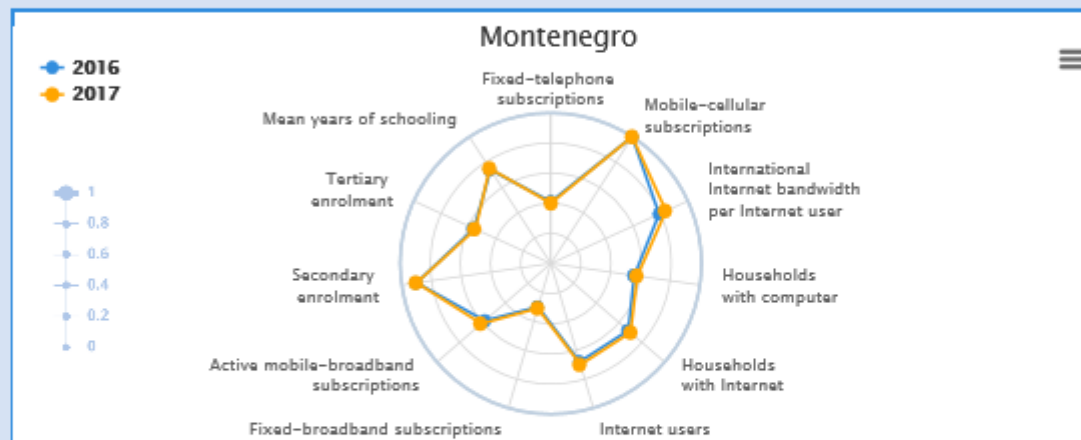 Montenegro
2016
2017
Fixed-telephone
subscriptions
Mobile-cellular
subscriptions
International
Internet bandwidth
per Internet user
Households
with computer
Households
with Internet
Internet users
Fixed-broadband subscriptions
Active mobile-broadband
subscriptions
Secondary
enrolment
Tertiary
enrolment
Mean years of schooling
1
0.8
0.6
0.4
0.2
0